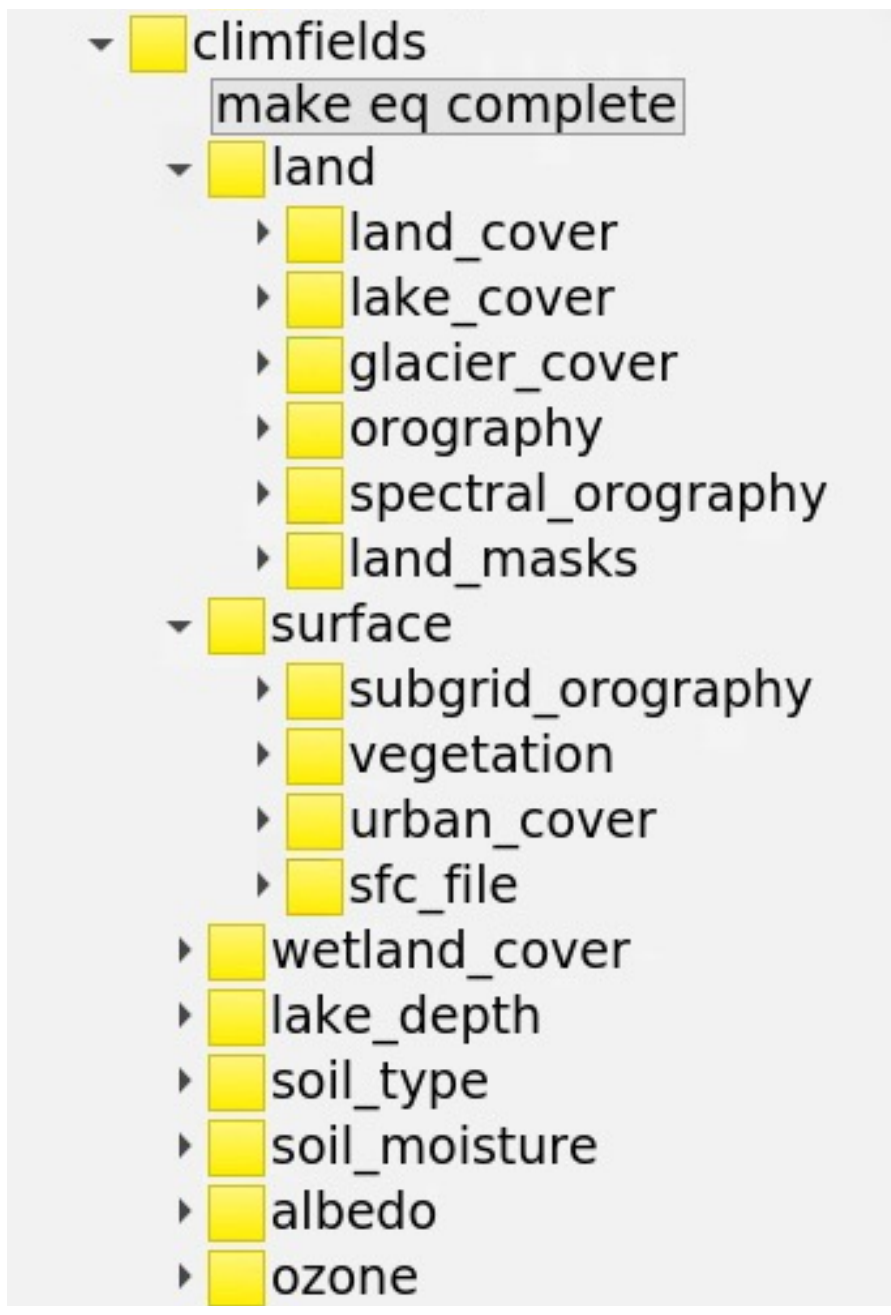 climfields
make eq complete
land
land_cover
lake_cover
glacier_cover
orography
spectral_orography
land_masks
surface
subgrid_orography
vegetation
urban_cover
sfc_file
wetland_cover
lake_depth
soil_type
soil_moisture
albedo
ozone